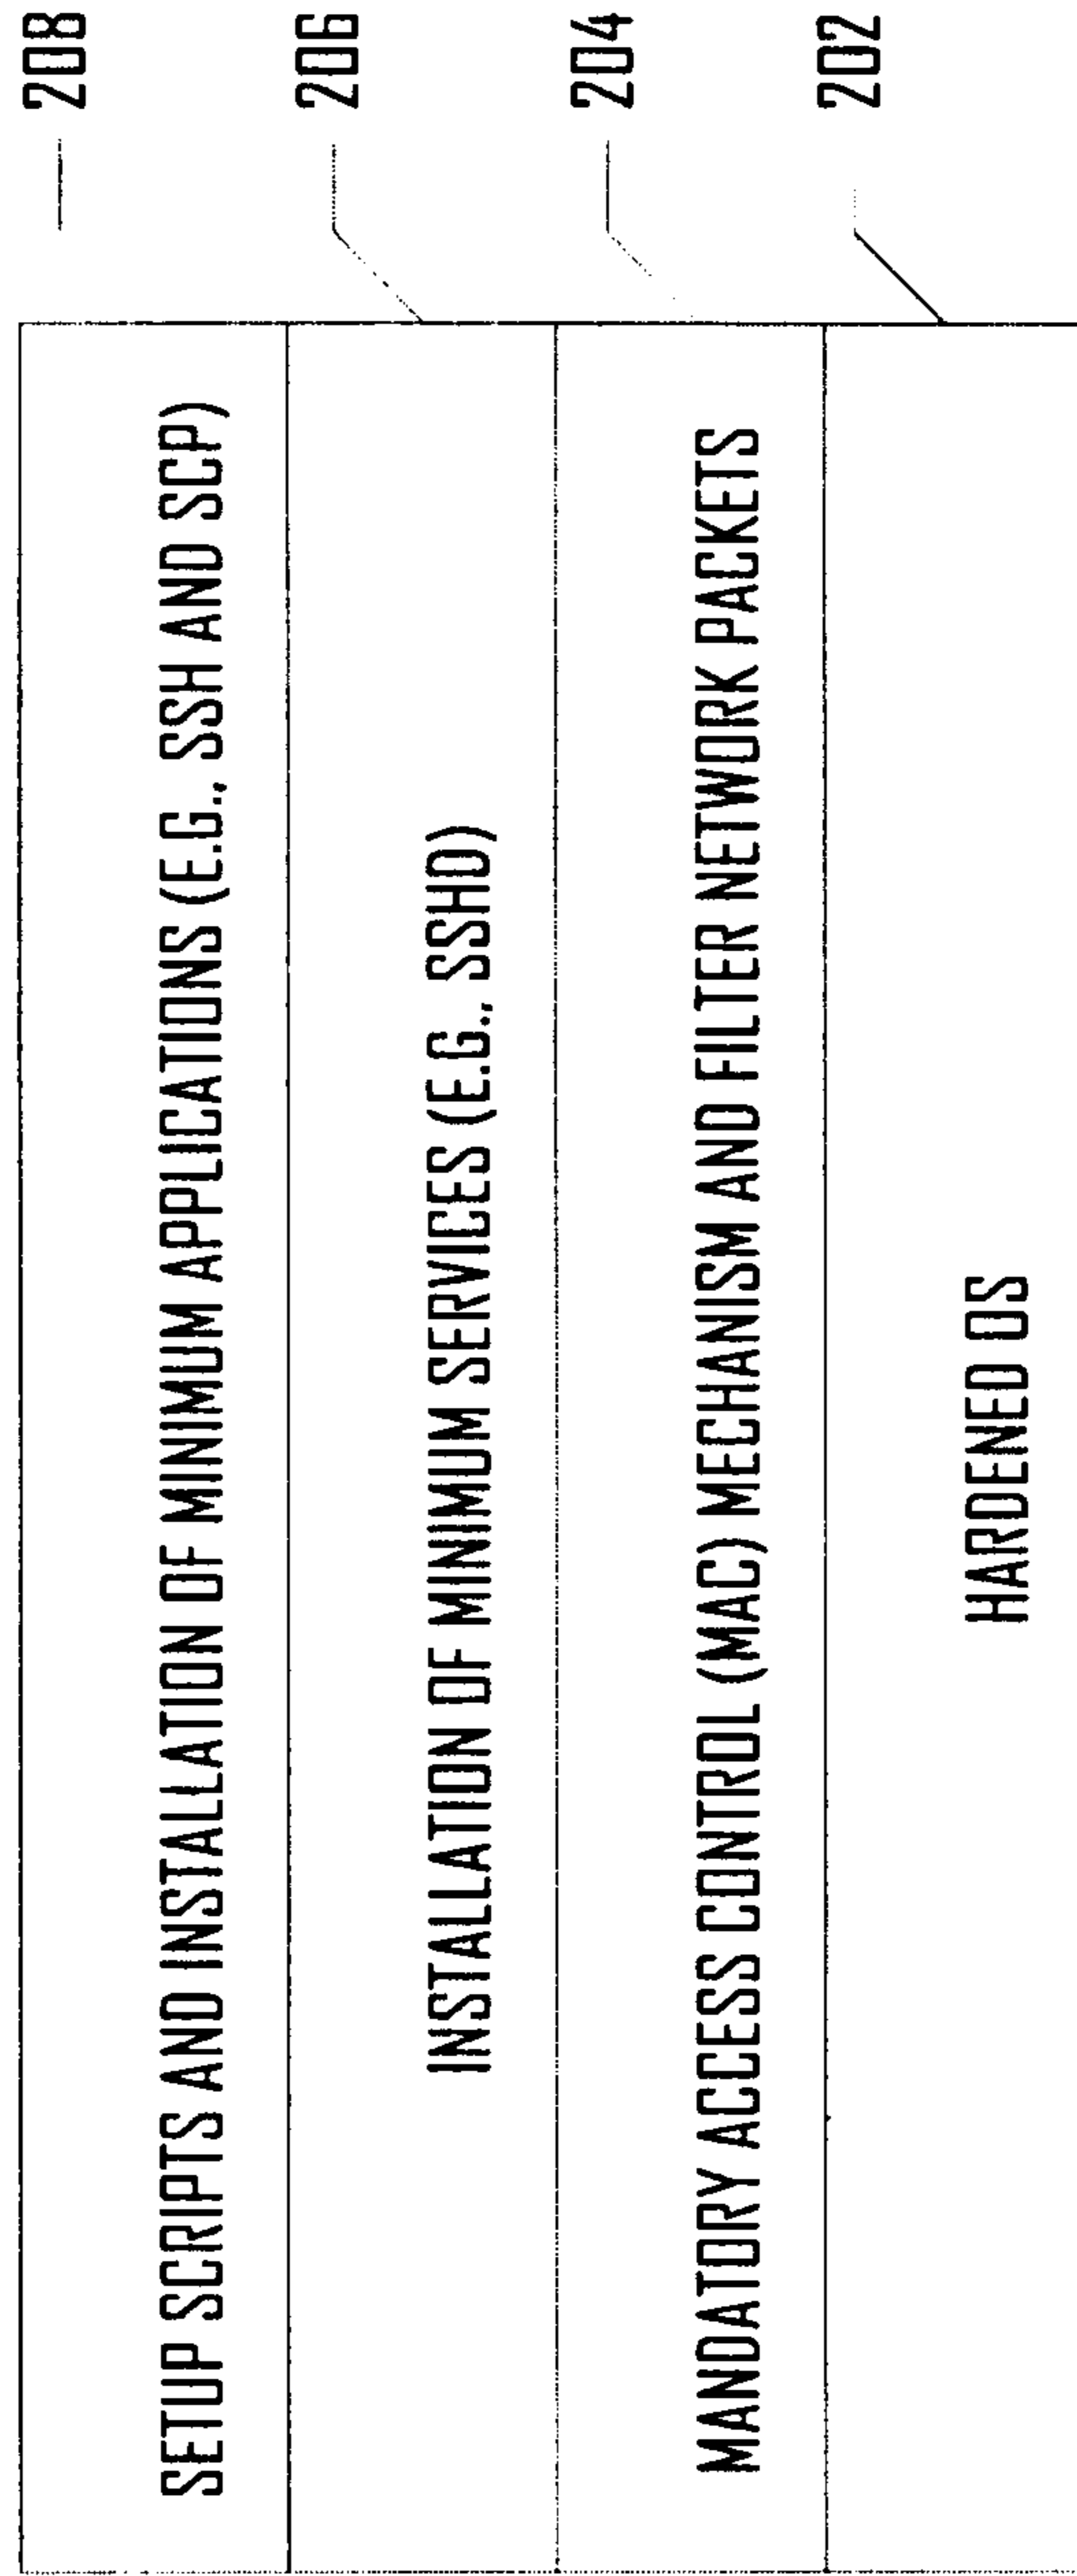 SETUP SCRIPTS AND INSTALLATION OF MINIMUM APPLICATIONS (E.G., SSH AND SCP)
208
INSTALLATION OF MINIMUM SERVICES (E.G., SSHD)
206
MANDATORY ACCESS CONTROL (MAC) MECHANISM AND FILTER NETWORK PACKETS
204
HARDENED OS
202